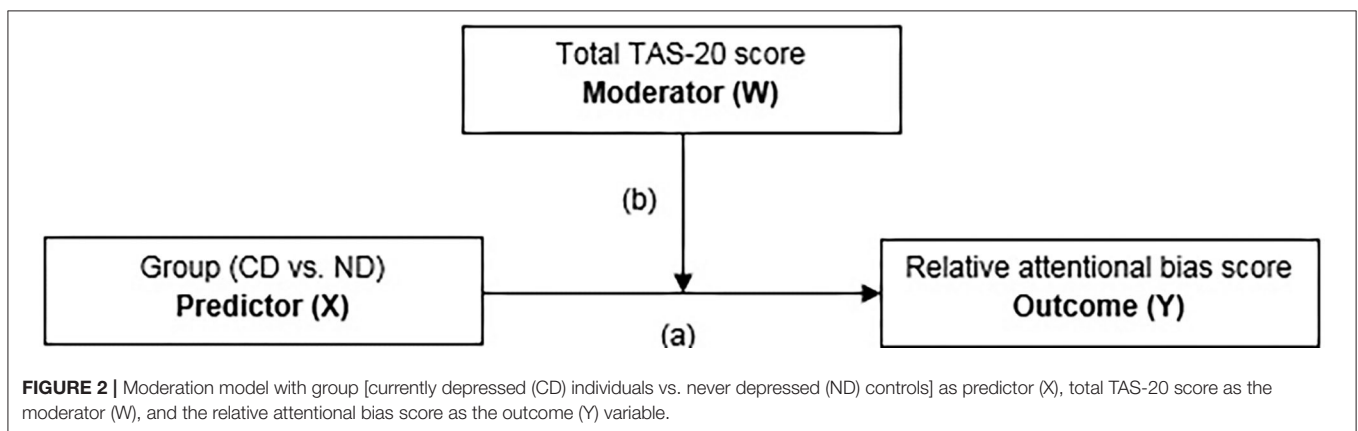 Total TAS-20 score
Moderator (W)
(b)
Group (CD vs. ND)
Predictor (X)
Relative attentional bias score
Outcome (Y)
(a)
FIGURE 2 | Moderation model with group [currently depressed (CD) individuals vs. never depressed (ND) controls] as predictor (X), total TAS-20 score as the
moderator (W), and the relative attentional bias score as the outcome (Y) variable.